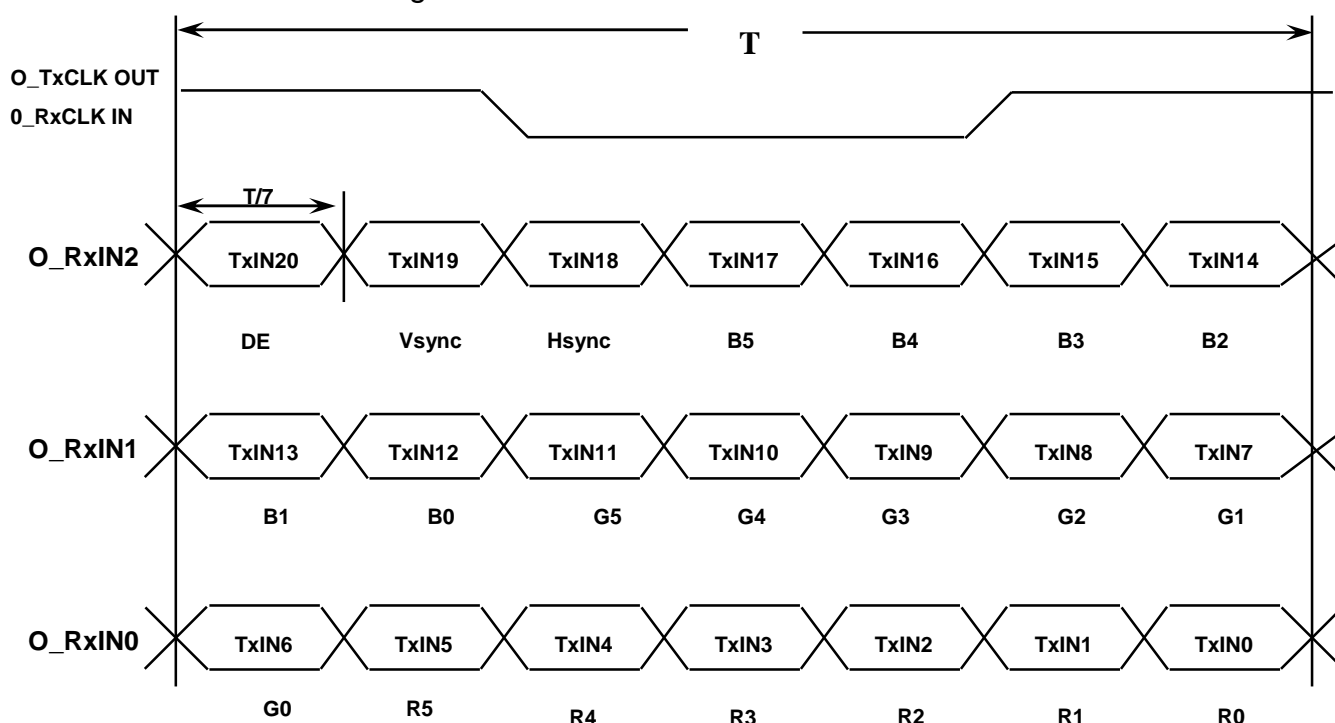 T
O_TxCLK OUT
0_RxCLK IN
T/7
O_RxIN2 TxIN20 TxIN19 TxIN18 TxIN17 TxIN16 TxIN15 TxIN14
DE Vsync Hsync B5 B4 B3 B2
O_RxIN1 TxIN13 TxIN12 TxIN11 TxIN10 TxIN9 TxIN8 TxIN7
B1 B0 G5 G4 G3 G2 G1
O_RxIN0 TxIN6 TxIN5 TxIN4 TxIN3 TxIN2 TxIN1 TxIN0
G0 R5 R4 R3 R2 R1 R0